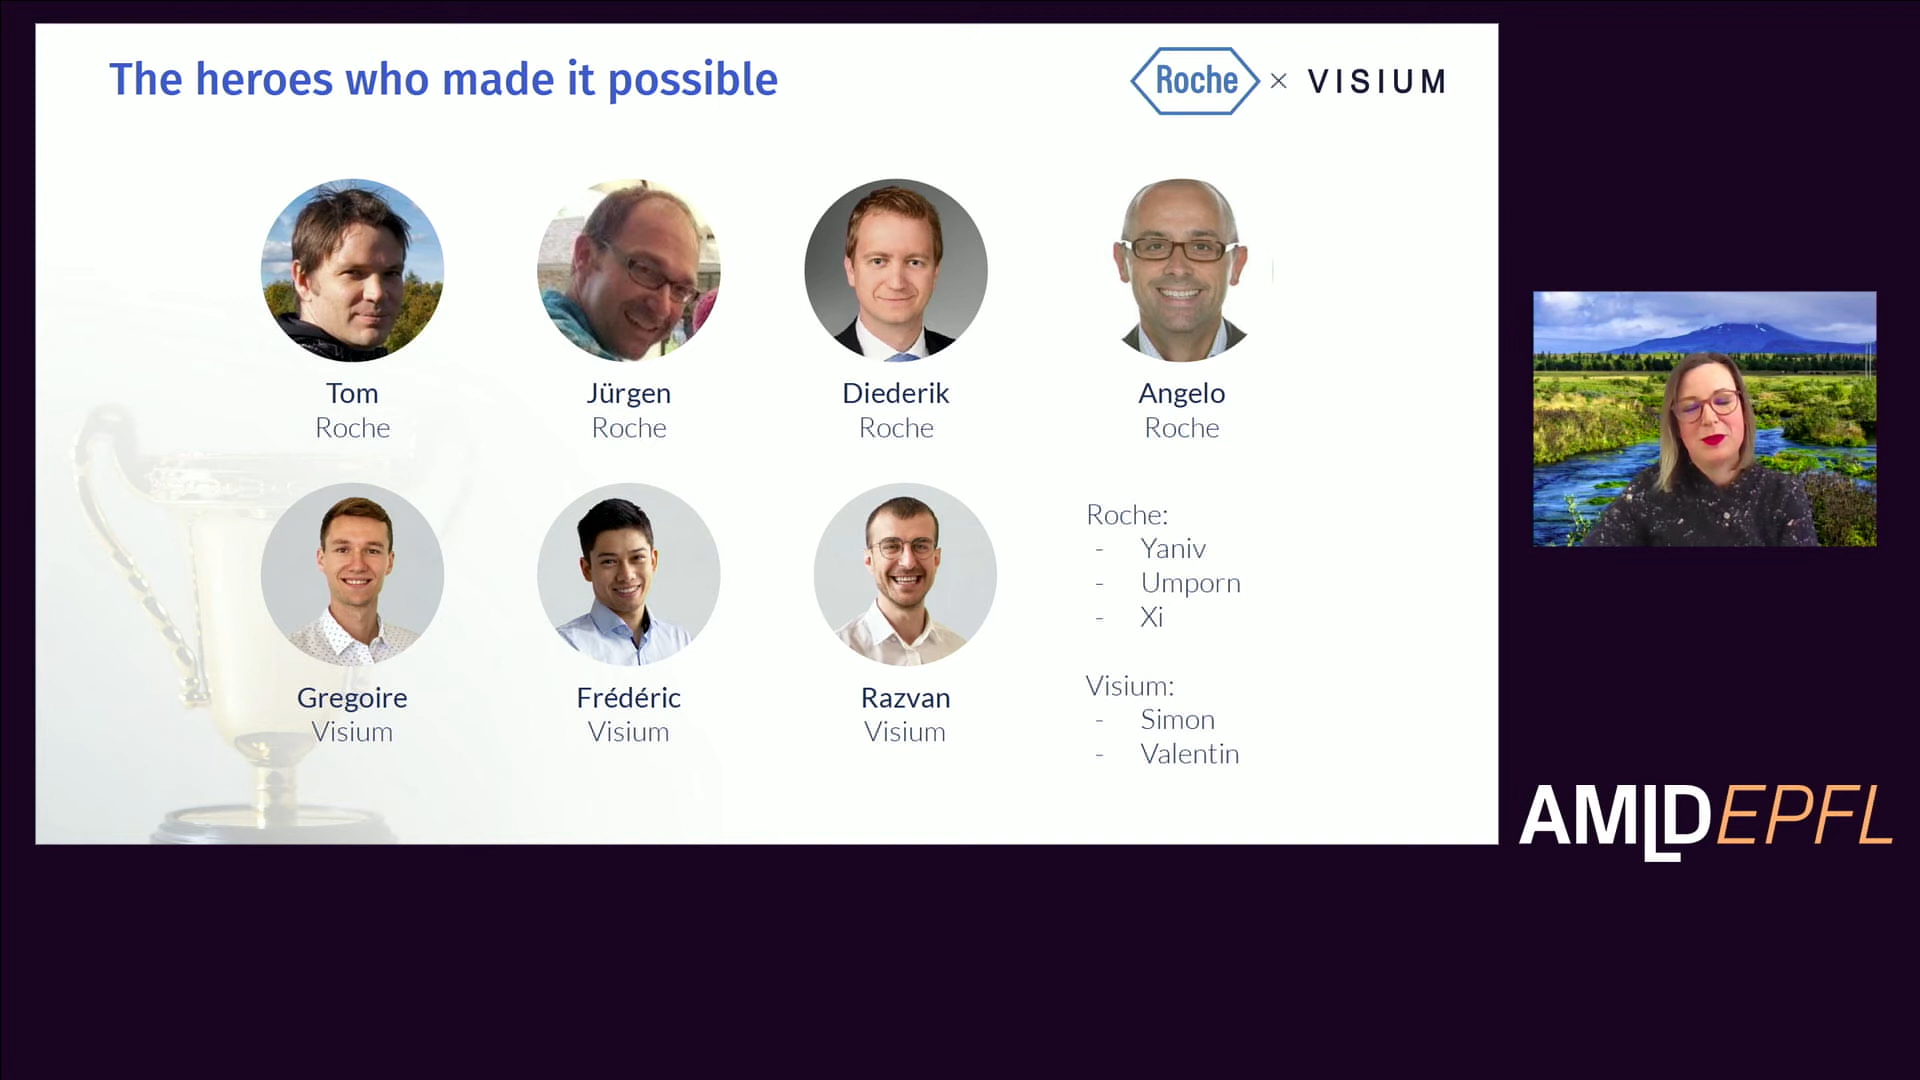 The heroes who made it possible
Roche × VISIUM
Tom
Roche
Jürgen
Roche
Diederik
Roche
Angelo
Roche
Gregoire
Visium
Frédéric
Visium
Razvan
Visium
Roche:
- Yaniv
- Umporn
- Xi
Visium:
- Simon
- Valentin
AMLDEPFL